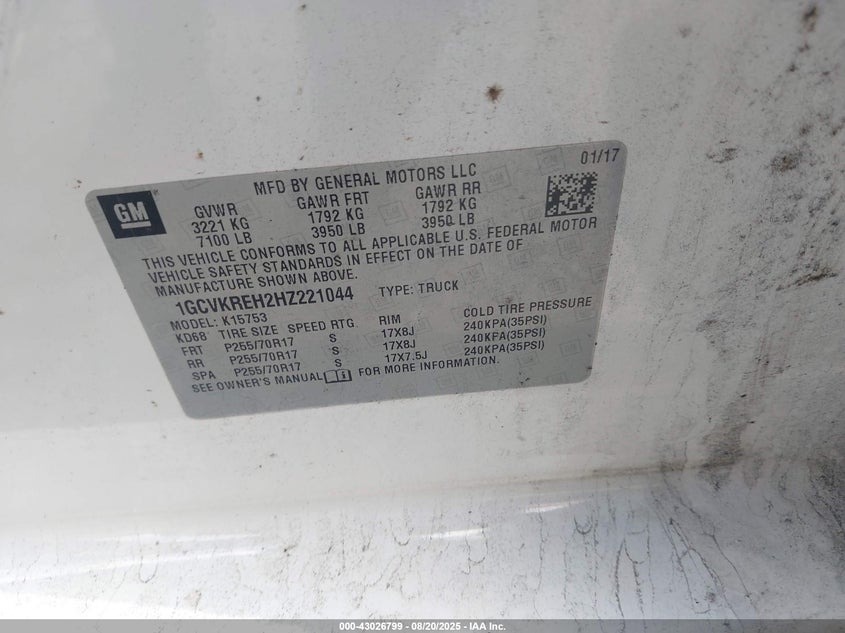 01/17
MFD BY GENERAL MOTORS LLC
GM
GVWR GAWR FRT GAWR RR
3221 KG 1792 KG 1792 KG
7100 LB 3950 LB 3950 LB
THIS VEHICLE CONFORMS TO ALL APPLICABLE U.S. FEDERAL MOTOR
VEHICLE SAFETY STANDARDS IN EFFECT ON THE DATE OF
MANUFACTURE SHOWN ABOVE.
1GCVKREH2HZ221044 TYPE: TRUCK
MODEL: K15753
KD68 TIRE SIZE SPEED RTG RIM COLD TIRE PRESSURE
FRT P255/70R17 S 17X8J 240KPA(35PSI)
RR P255/70R17 S 17X8J 240KPA(35PSI)
SPA P255/70R17 S 17X7.5J 240KPA(35PSI)
SEE OWNER'S MANUAL FOR MORE INFORMATION.
000-43026799 - 08/20/2025 - IAA Inc.